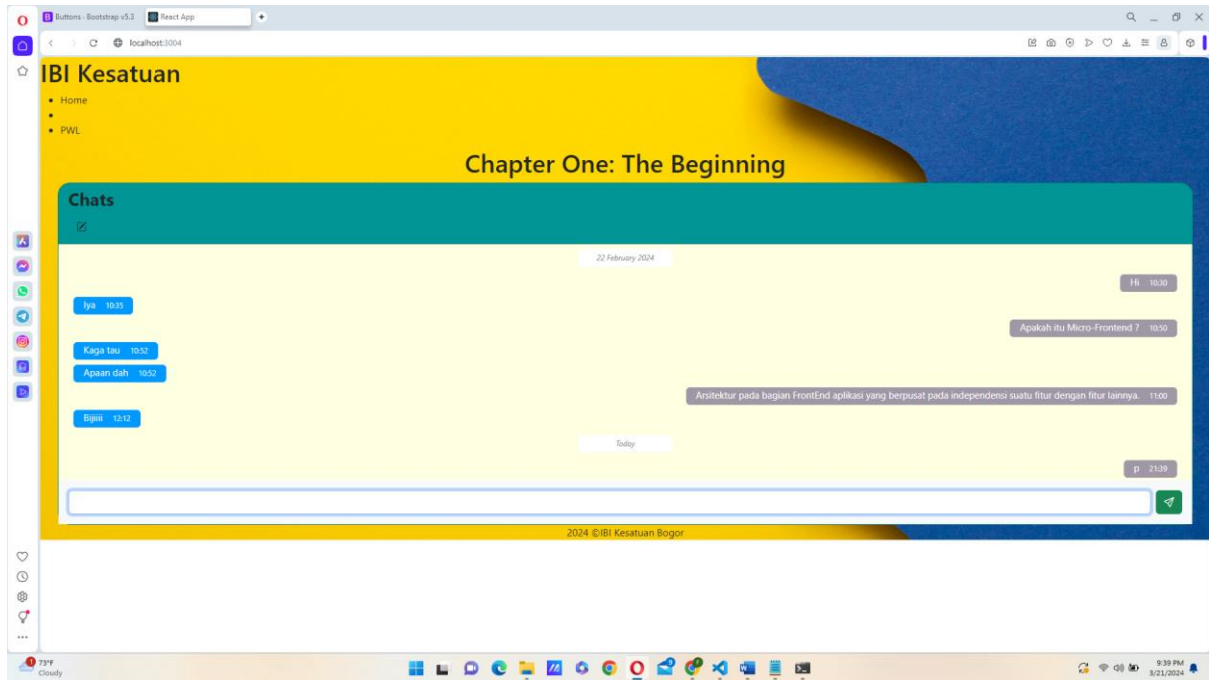 Buttons · Bootstrap v5.3
React App
localhost:3004
IBI Kesatuan
Home
PWL
Chapter One: The Beginning
Chats
22 February 2024
Hi 10:30
Iya 10:35
Apakah itu Micro-Frontend ? 10:50
Kaga tau 10:52
Apaan dah 10:52
Arsitektur pada bagian FrontEnd aplikasi yang berpusat pada independensi suatu fitur dengan fitur lainnya. 11:00
12:12
Today
p 21:39
2024 ©IBI Kesatuan Bogor
1
73°F
Cloudy
9:39 PM
3/21/2024